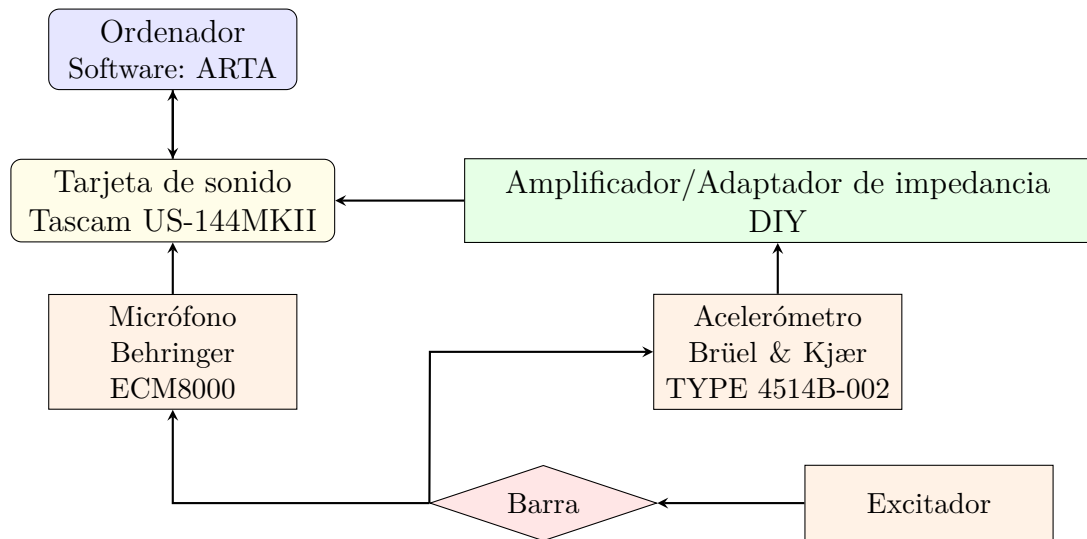 Ordenador
Software: ARTA
Tarjeta de sonido
Tascam US-144MKII
Amplificador/Adaptador de impedancia
DIY
Micrófono
Behringer
ECM8000
Acelerómetro
Brüel & Kjær
TYPE 4514B-002
Barra
Excitador